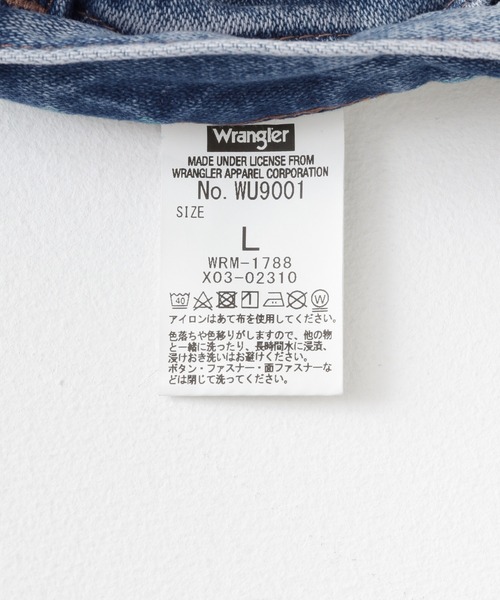 Wrangler
MADE UNDER LICENSE FROM
WRANGLER APPAREL CORPORATION
No. WU9001
SIZE
L
WRM-1788
X03-02310
40 W
アイロンはあて布を使用してください。
色落ちや色移りがしますので、他の物
と一緒に洗ったり、長時間水に浸漬、
浸けおき洗いはお避けください。
ボタン・ファスナー・面ファスナーな
どは閉じて洗ってください。